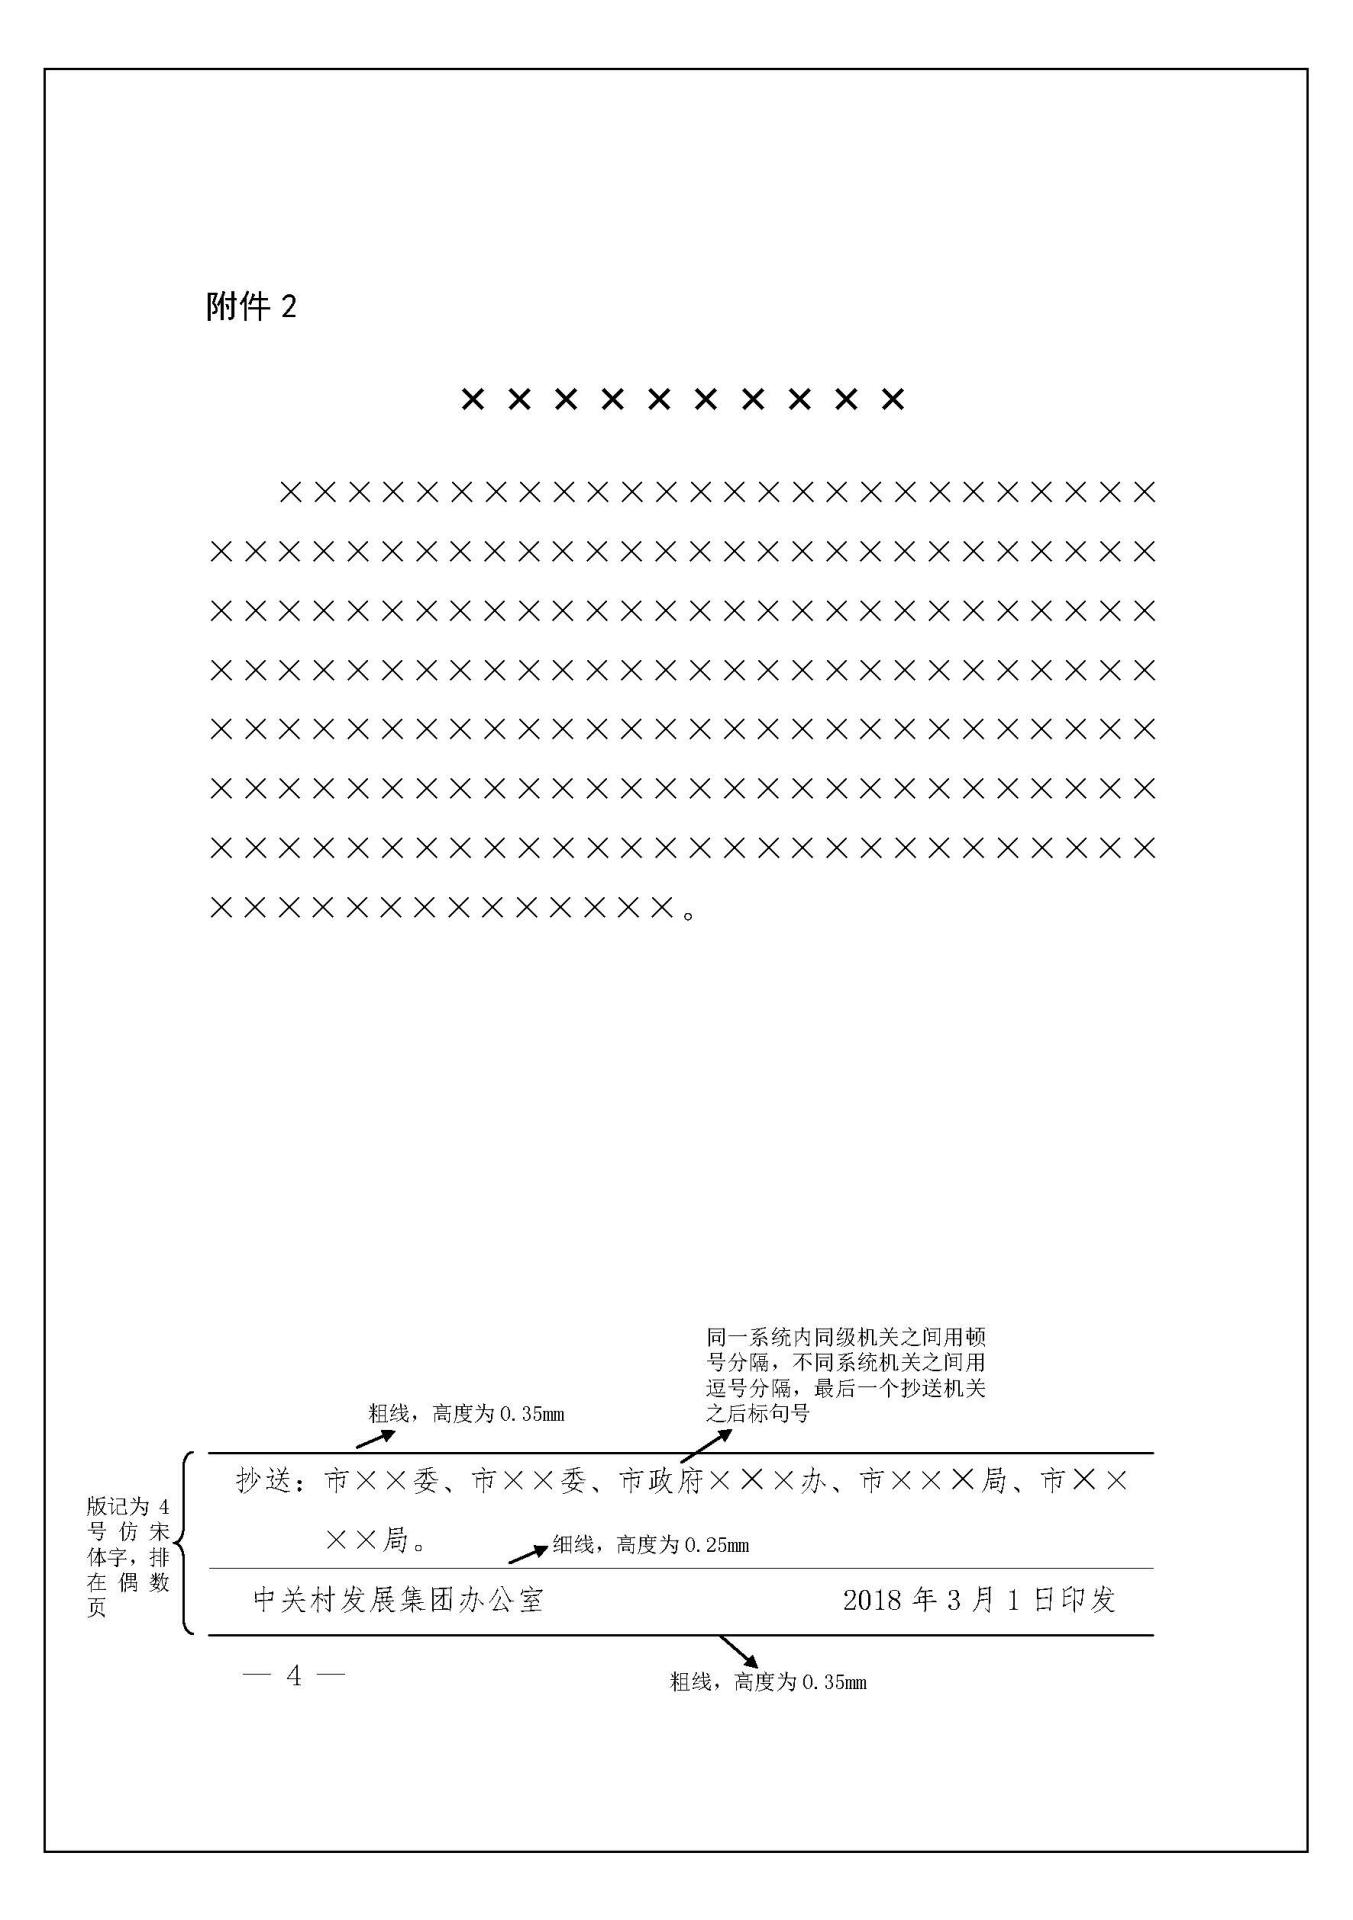 附件 2
××××××××××
××××××××××××××××××××××××××
××××××××××××××××××××××××××××
××××××××××××××××××××××××××××
××××××××××××××××××××××××××××
××××××××××××××××××××××××××××
××××××××××××××××××××××××××××
××××××××××××××××××××××××××××
××××××××××××××。
同一系统内同级机关之间用顿
号分隔，不同系统机关之间用
逗号分隔，最后一个抄送机关
之后标句号
粗线，高度为0.35mm
抄送：市××委、市××委、市政府×××办、市×××局、市××
××局。
细线，高度为0.25mm
版记为 4
号仿宋
体字，排
在偶数
页
中关村发展集团办公室 2018年3月1日印发
— 4 —
粗线，高度为0.35mm